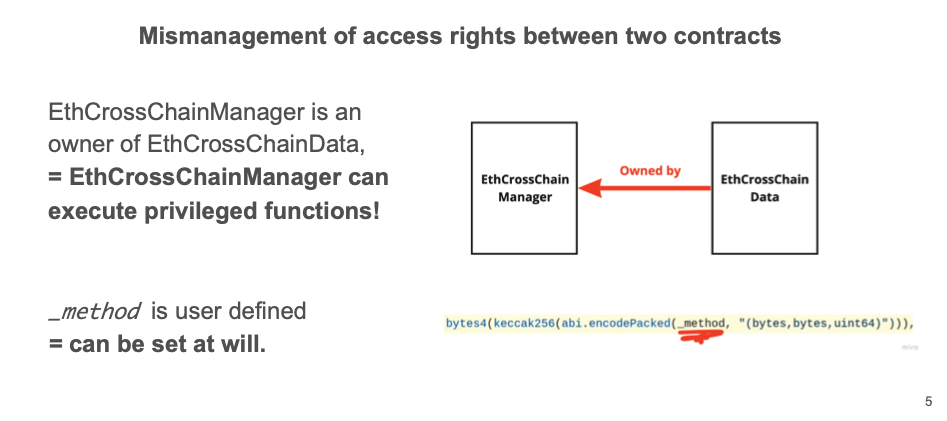 Mismanagement of access rights between two contracts
EthCrossChainManager is an
owner of EthCrossChainData,
= EthCrossChainManager can
execute privileged functions!
EthCrossChain
Manager
Owned by
EthCrossChain
Data
_method is user defined
= can be set at will.
bytes4(keccak256(abi.encodePacked(_method, "(bytes,bytes,uint64)"))),
miro
5